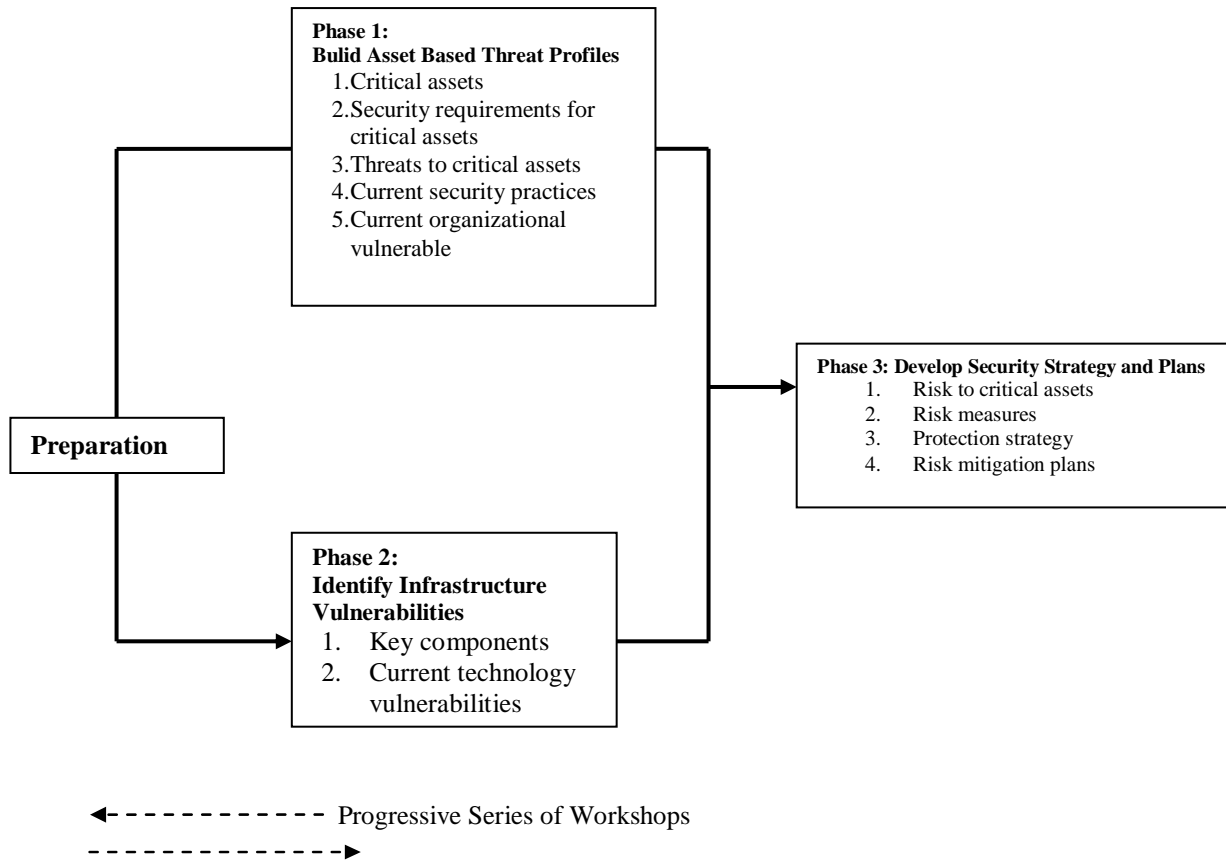 Phase 1:
Bulid Asset Based Threat Profiles
1.Critical assets
2.Security requirements for
critical assets
3.Threats to critical assets
4.Current security practices
5.Current organizational
vulnerable
Preparation
Phase 2:
Identify Infrastructure
Vulnerabilities
1. Key components
2. Current technology
vulnerabilities
Phase 3: Develop Security Strategy and Plans
1. Risk to critical assets
2. Risk measures
3. Protection strategy
4. Risk mitigation plans
Progressive Series of Workshops